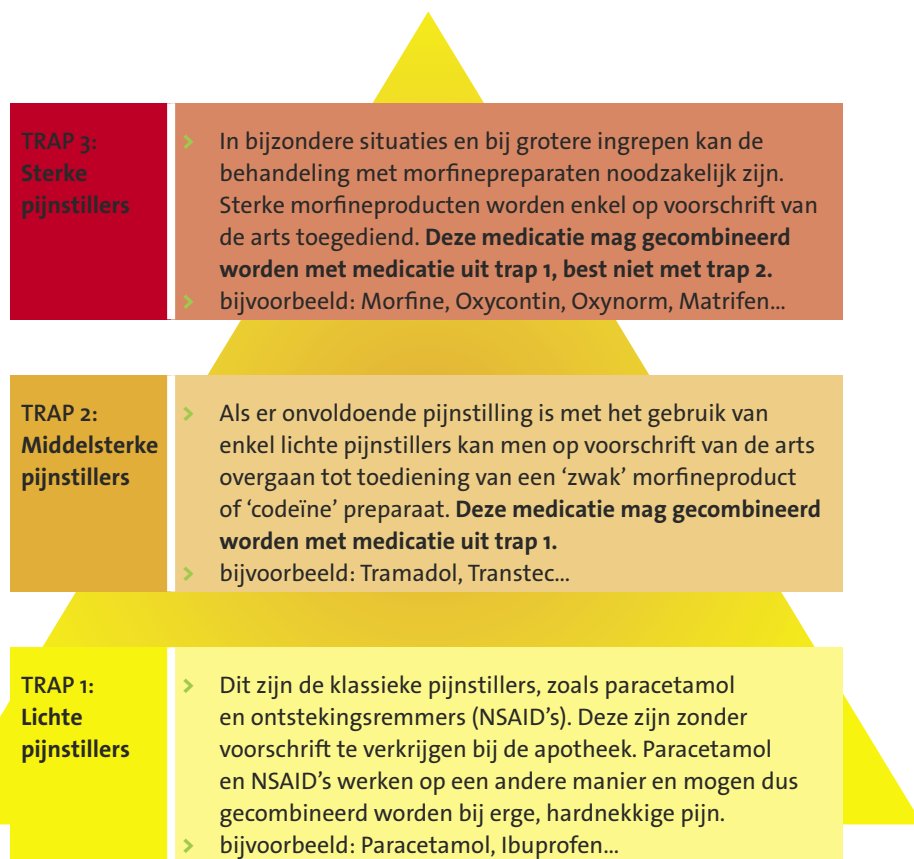 TRAP 3:
Sterke
pijnstillers
> In bijzondere situaties en bij grotere ingrepen kan de
behandeling met morfinepreparaten noodzakelijk zijn.
Sterke morfineproducten worden enkel op voorschrift van
de arts toegediend. Deze medicatie mag gecombineerd
worden met medicatie uit trap 1, best niet met trap 2.
> bijvoorbeeld: Morfine, Oxycontin, Oxynorm, Matrifen...
TRAP 2:
Middelsterke
pijnstillers
> Als er onvoldoende pijnstilling is met het gebruik van
enkel lichte pijnstillers kan men op voorschrift van de arts
overgaan tot toediening van een ‘zwak’ morfineproduct
of ‘codeïne’ preparaat. Deze medicatie mag gecombineerd
worden met medicatie uit trap 1.
> bijvoorbeeld: Tramadol, Transtec...
TRAP 1:
Lichte
pijnstillers
> Dit zijn de klassieke pijnstillers, zoals paracetamol
en ontstekingsremmers (NSAID’s). Deze zijn zonder
voorschrift te verkrijgen bij de apotheek. Paracetamol
en NSAID’s werken op een andere manier en mogen dus
gecombineerd worden bij erge, hardnekkige pijn.
> bijvoorbeeld: Paracetamol, Ibuprofen...